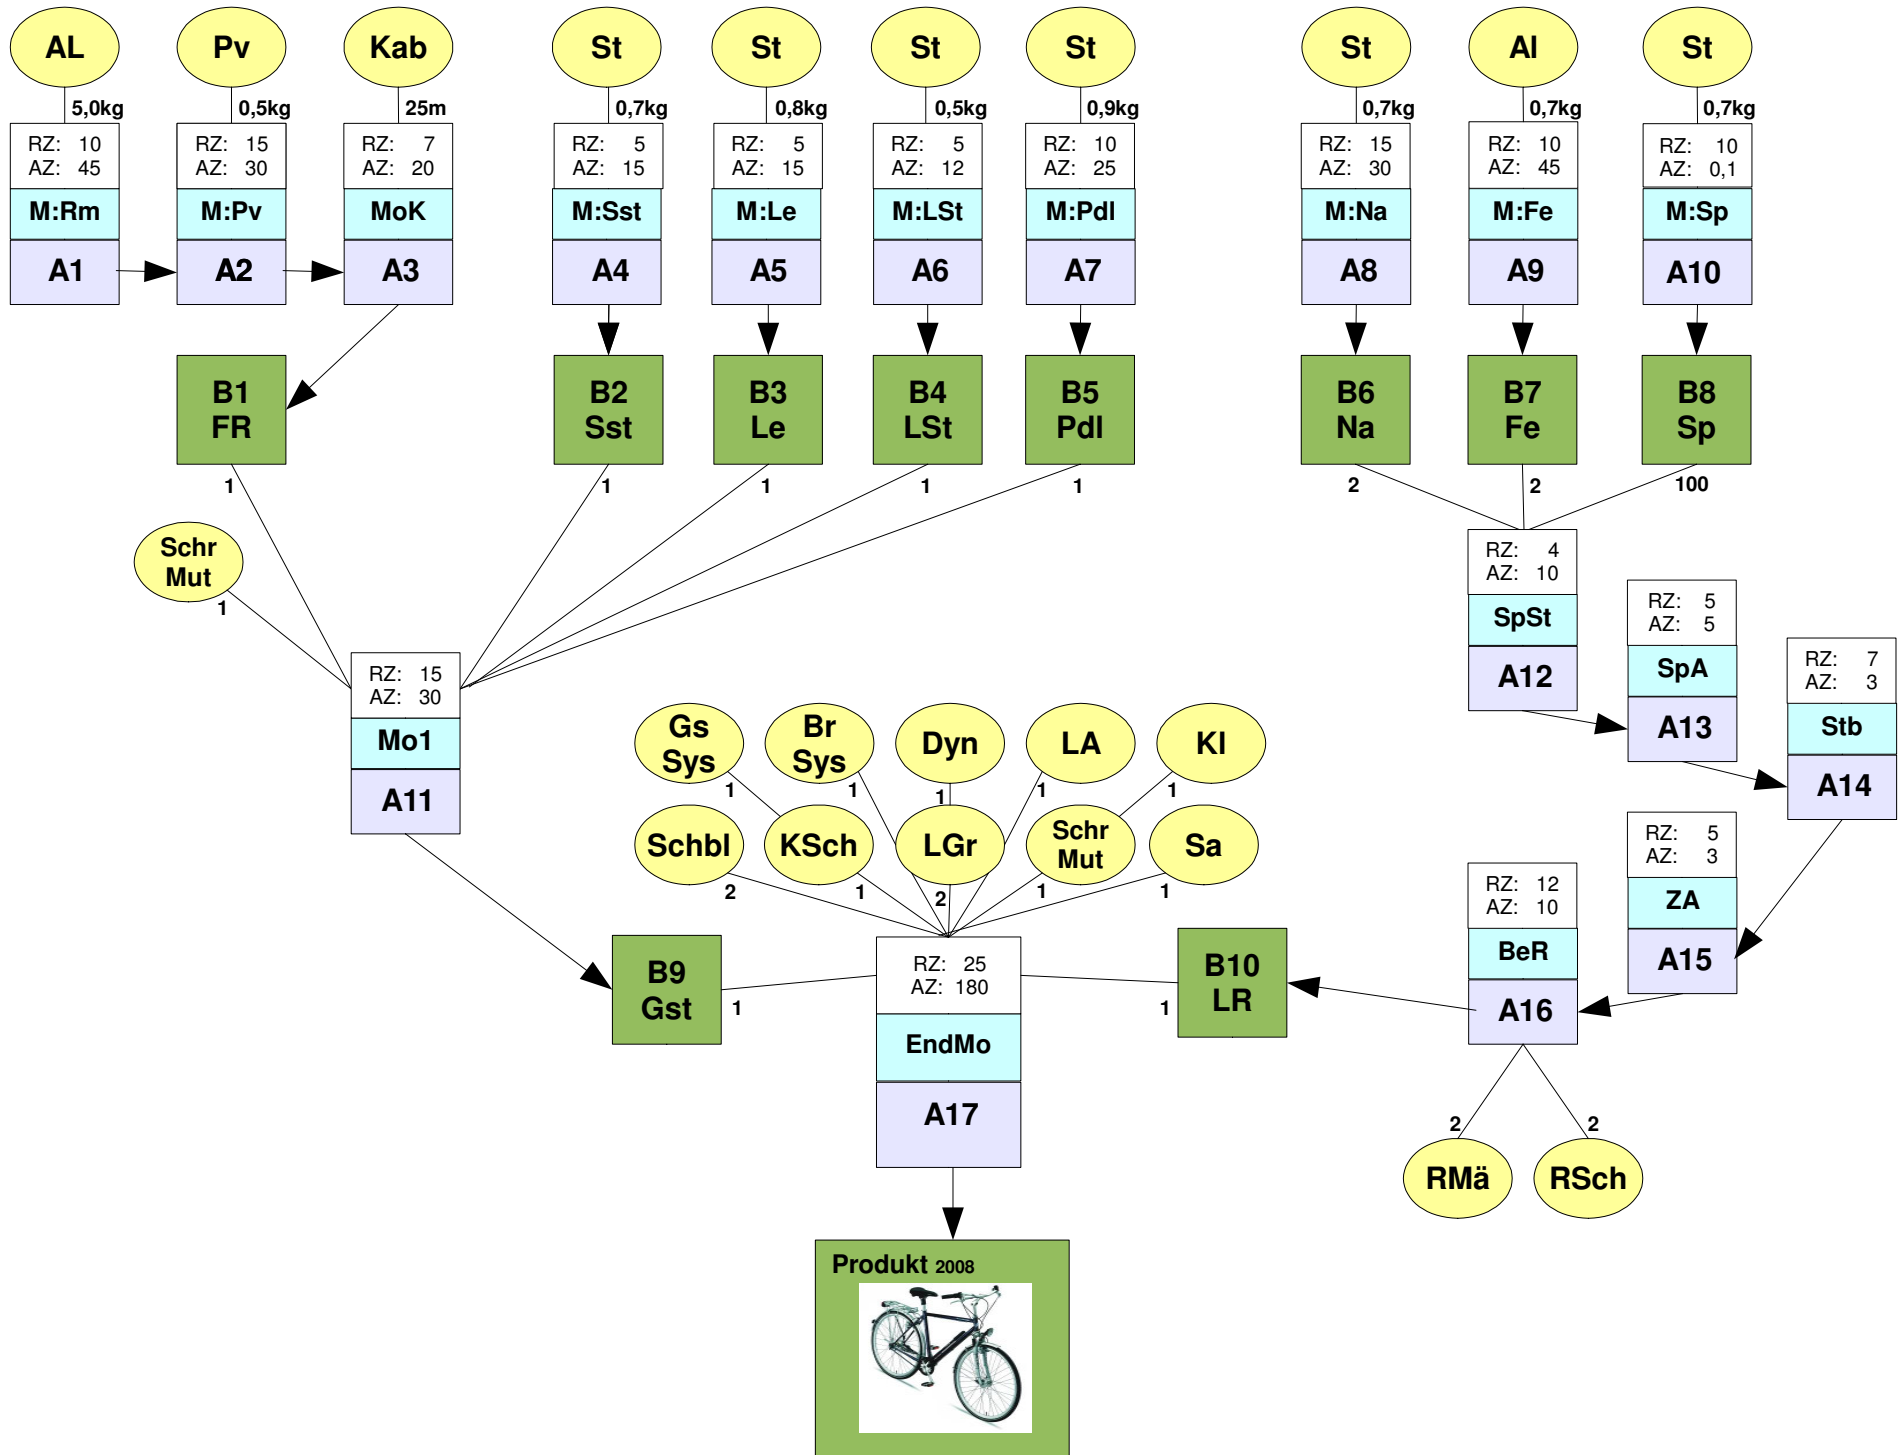 AL
Pv
Kab
St
St
St
St
St
Al
St
5,0kg
0,5kg
25m
0,7kg
0,8kg
0,5kg
0,9kg
0,7kg
0,7kg
0,7kg
RZ: 10
AZ: 45
M:Rm
A1
RZ: 15
AZ: 30
M:Pv
A2
RZ: 7
AZ: 20
MoK
A3
RZ: 5
AZ: 15
M:Sst
A4
RZ: 5
AZ: 15
M:Le
A5
RZ: 5
AZ: 12
M:LSt
A6
RZ: 10
AZ: 25
M:Pdl
A7
RZ: 15
AZ: 30
M:Na
A8
RZ: 10
AZ: 45
M:Fe
A9
RZ: 10
AZ: 0,1
M:Sp
A10
B1
FR
B2
Sst
B3
Le
B4
LSt
B5
Pdl
B6
Na
B7
Fe
B8
Sp
1
1
1
1
1
2
2
100
Schr
Mut
1
RZ: 15
AZ: 30
Mo1
A11
RZ: 4
AZ: 10
SpSt
A12
RZ: 5
AZ: 5
SpA
A13
RZ: 7
AZ: 3
Stb
A14
Gs
Sys
Br
Sys
Dyn
LA
Kl
1
1
1
1
1
Schbl
KSch
LGr
Schr
Mut
Sa
2
1
2
1
1
RZ: 5
AZ: 3
ZA
A15
RZ: 12
AZ: 10
BeR
A16
B9
Gst
1
RZ: 25
AZ: 180
EndMo
A17
B10
LR
1
2
2
RMä
RSch
Produkt 2008